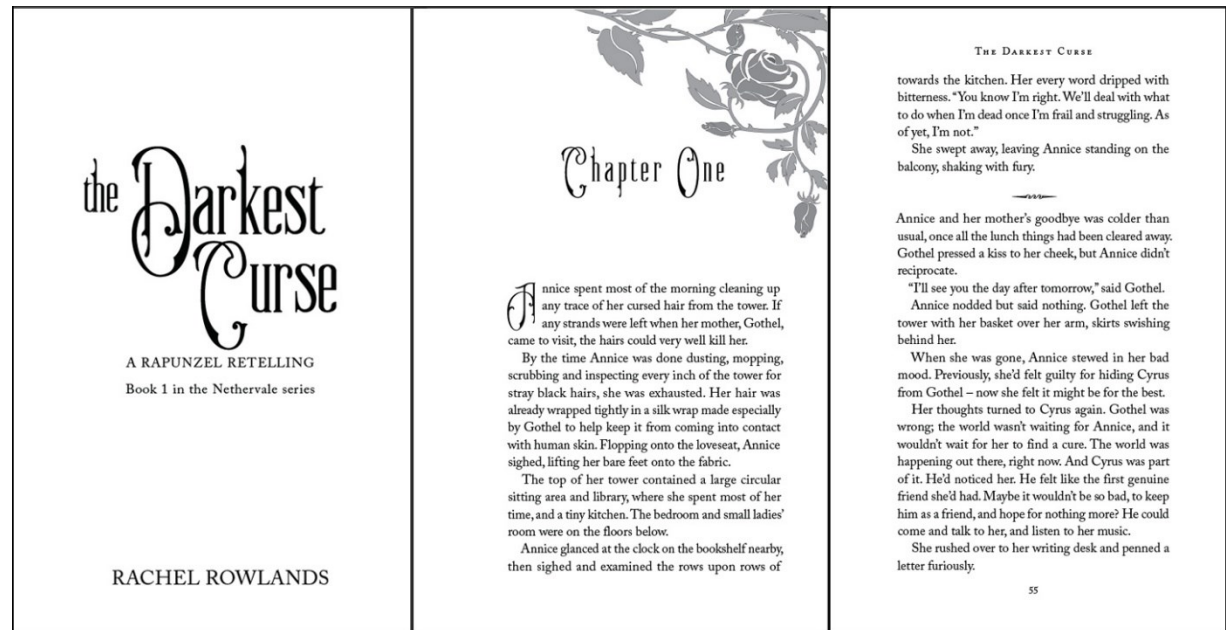 the Darkest
Curse
A RAPUNZEL RETELLING
Book 1 in the Nethervale series
RACHEL ROWLANDS
Chapter One
Annice spent most of the morning cleaning up
any trace of her cursed hair from the tower. If
any strands were left when her mother, Gothel,
came to visit, the hairs could very well kill her.
By the time Annice was done dusting, mopping,
scrubbing and inspecting every inch of the tower for
stray black hairs, she was exhausted. Her hair was
already wrapped tightly in a silk wrap made especially
by Gothel to help keep it from coming into contact
with human skin. Flopping onto the loveseat, Annice
sighed, lifting her bare feet onto the fabric.
The top of her tower contained a large circular
sitting area and library, where she spent most of her
time, and a tiny kitchen. The bedroom and small ladies’
room were on the floors below.
Annice glanced at the clock on the bookshelf nearby,
then sighed and examined the rows upon rows of
The Darkest Curse
towards the kitchen. Her every word dripped with
bitterness. “You know I’m right. We’ll deal with what
to do when I’m dead once I’m frail and struggling. As
of yet, I’m not.”
She swept away, leaving Annice standing on the
balcony, shaking with fury.
Annice and her mother’s goodbye was colder than
usual, once all the lunch things had been cleared away.
Gothel pressed a kiss to her cheek, but Annice didn’t
reciprocate.
“I’ll see you the day after tomorrow,” said Gothel.
Annice nodded but said nothing. Gothel left the
tower with her basket over her arm, skirts swishing
behind her.
When she was gone, Annice stewed in her bad
mood. Previously, she’d felt guilty for hiding Cyrus
from Gothel – now she felt it might be for the best.
Her thoughts turned to Cyrus again. Gothel was
wrong; the world wasn’t waiting for Annice, and it
wouldn’t wait for her to find a cure. The world was
happening out there, right now. And Cyrus was part
of it. He’d noticed her. He felt like the first genuine
friend she’d had. Maybe it wouldn’t be so bad, to keep
him as a friend, and hope for nothing more? He could
come and talk to her, and listen to her music.
She rushed over to her writing desk and penned a
letter furiously.
55